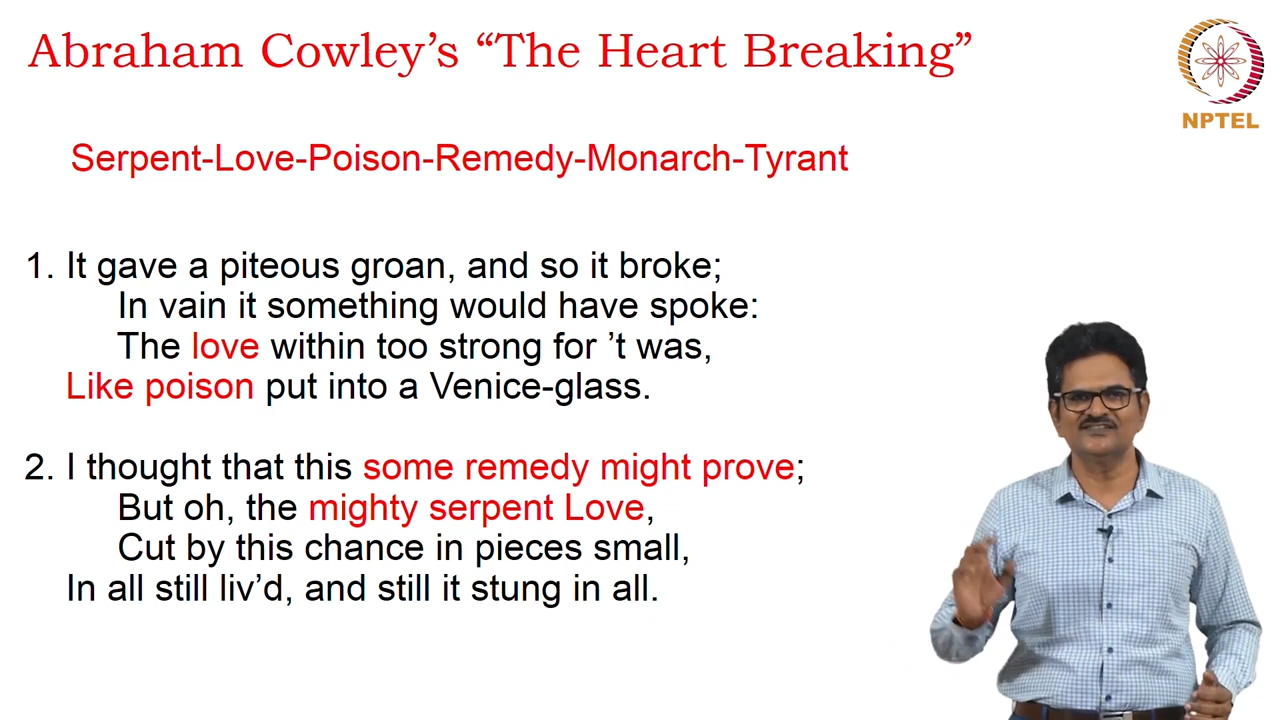 Abraham Cowley’s “The Heart Breaking”
NPTEL
Serpent-Love-Poison-Remedy-Monarch-Tyrant
1. It gave a piteous groan, and so it broke;
In vain it something would have spoke:
The love within too strong for ’t was,
Like poison put into a Venice-glass.
2. I thought that this some remedy might prove;
But oh, the mighty serpent Love,
Cut by this chance in pieces small,
In all still liv’d, and still it stung in all.